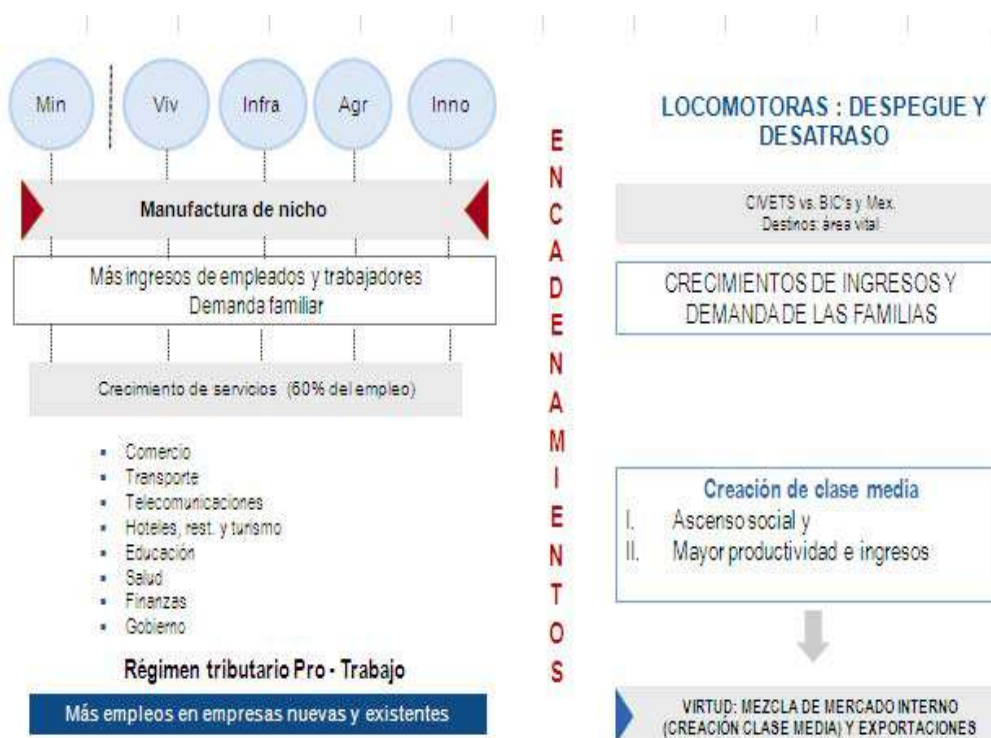 Min
Viv
Infra
Agr
Inno
Manufactura de nicho
Más ingresos de empleados y trabajadores
Demanda familiar
Crecimiento de servicios (60% del empleo)
▪ Comercio
▪ Transporte
▪ Telecomunicaciones
▪ Hoteles, rest. y turismo
▪ Educación
▪ Salud
▪ Finanzas
▪ Gobierno
Régimen tributario Pro - Trabajo
Más empleos en empresas nuevas y existentes
ENCADENAMIENTOS
LOCOMOTORAS : DESPEGUE Y
DESATRASO
CIVETS vs. BIC's y Mex.
Destinos: área vital
CRECIMIENTOS DE INGRESOS Y
DEMANDA DE LAS FAMILIAS
Creación de clase media
I. Ascenso social y
II. Mayor productividad e ingresos
VIRTUD: MEZCLA DE MERCADO INTERNO
(CREACIÓN CLASE MEDIA) Y EXPORTACIONES